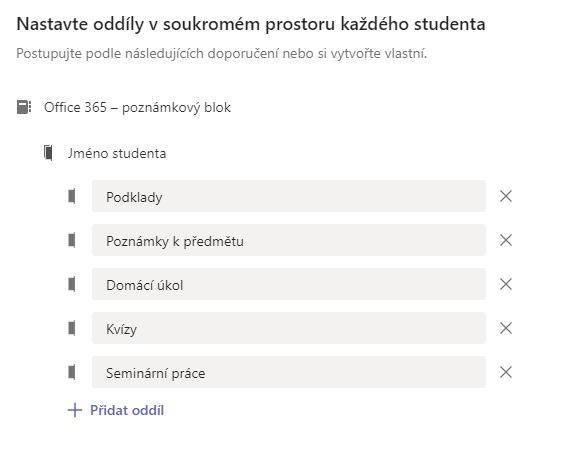 Nastavte oddíly v soukromém prostoru každého studenta
Postupujte podle následujících doporučení nebo si vytvořte vlastní.
Office 365 – poznámkový blok
Jméno studenta
Podklady
Poznámky k předmětu
Domácí úkol
Kvízy
Seminární práce
Přidat oddíl